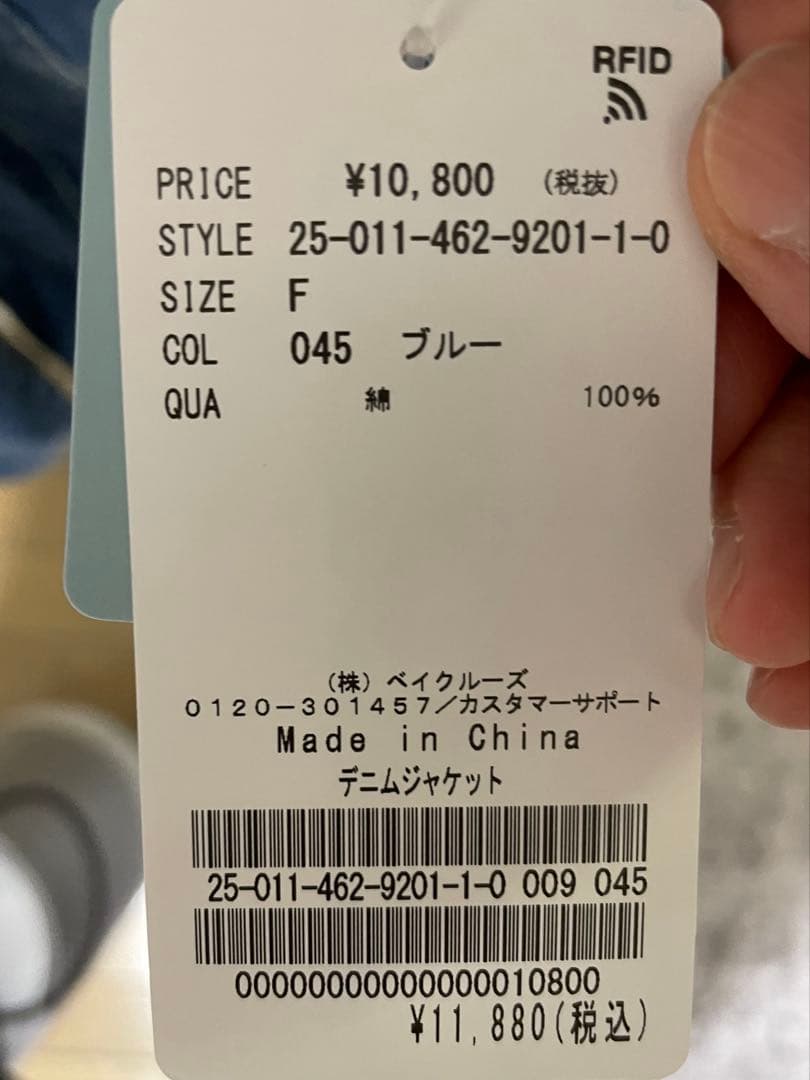 RFID
PRICE ¥10,800 (税抜)
STYLE 25-011-462-9201-1-0
SIZE F
COL 045 ブルー
QUA 綿 100%
(株) ベイクルーズ
0120-301457/カスタマーサポート
Made in China
デニムジャケット
25-011-462-9201-1-0 009 045
00000000000000010800
¥11,880(税込)